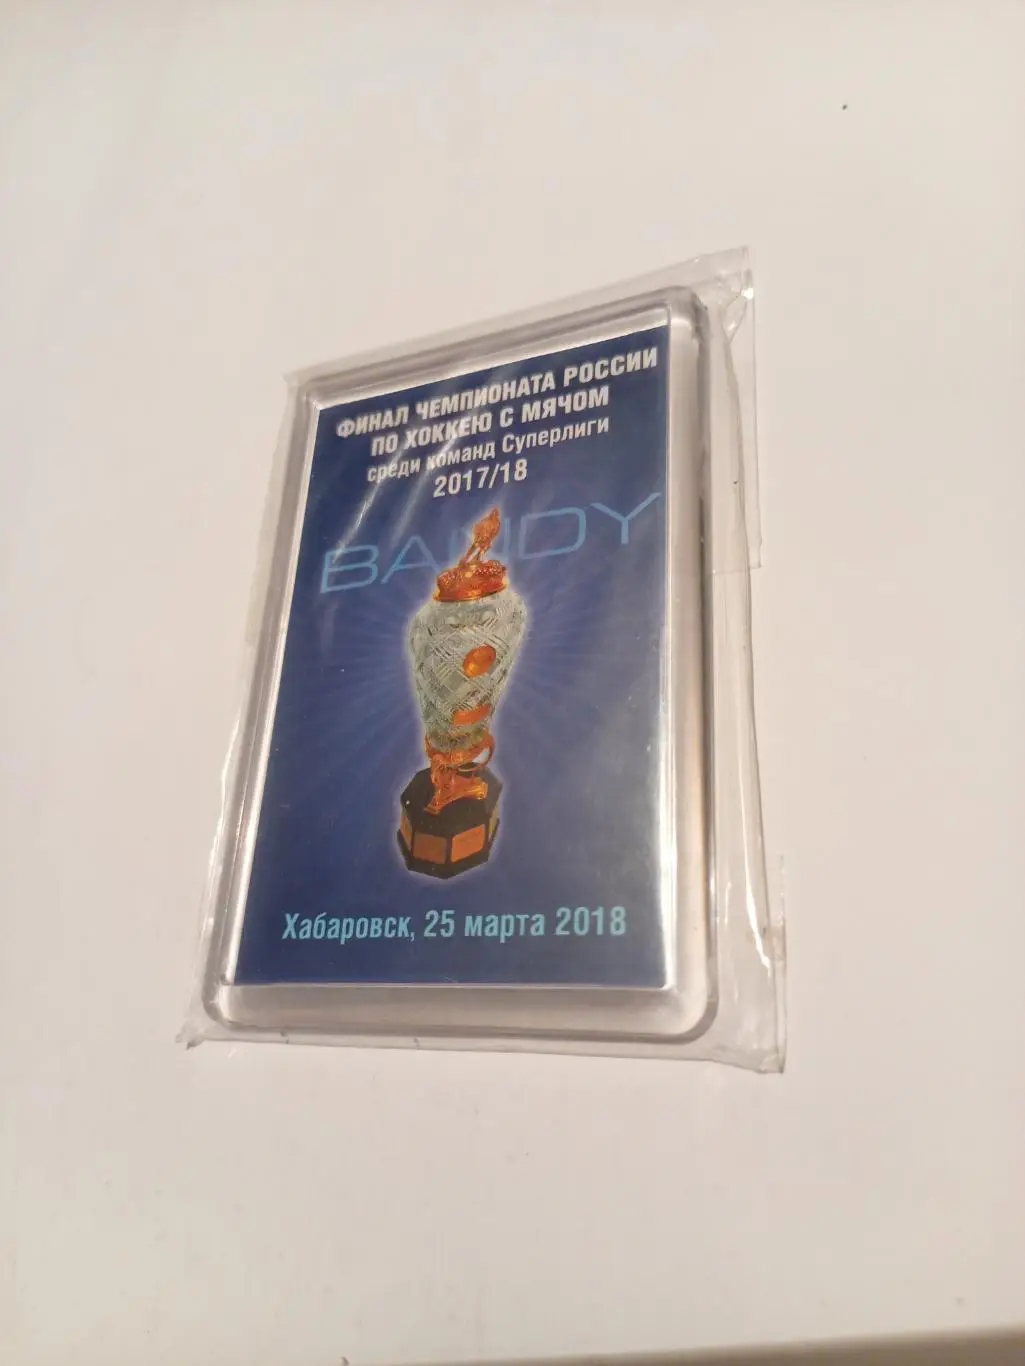 ФИНАЛ ЧЕМПИОНАТА РОССИИ
ПО ХОККЕЮ С МЯЧОМ
среди команд Суперлиги
2017/18
BANDY
Хабаровск, 25 марта 2018